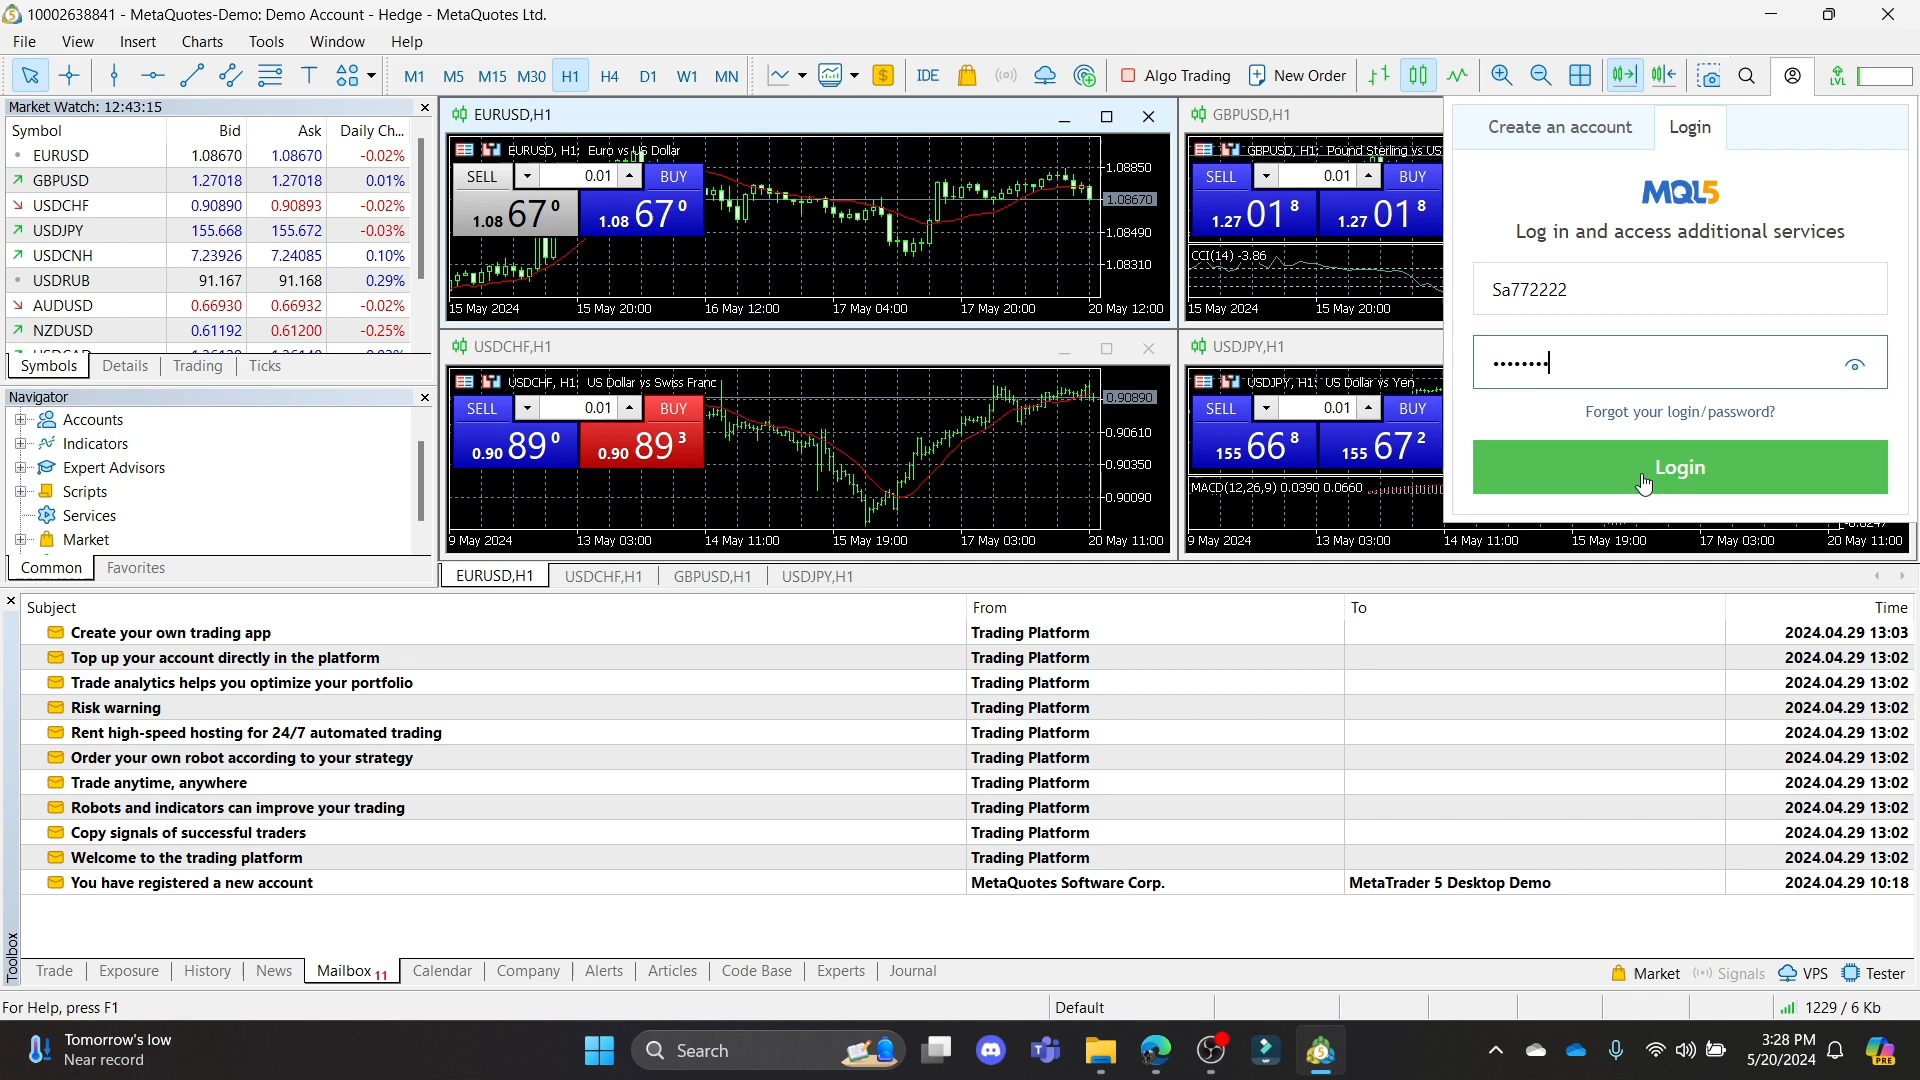 10002638841 - MetaQuotes-Demo: Demo Account - Hedge - MetaQuotes Ltd.
File View Insert Charts Tools Window Help
M1 M5 M15 M30 H1 H4 D1 W1 MN IDE Algo Trading New Order LVL
Market Watch: 12:43:15
Symbol Bid Ask Daily Ch...
EURUSD 1.08670 1.08670 -0.02%
GBPUSD 1.27018 1.27018 0.01%
USDCHF 0.90890 0.90893 -0.02%
USDJPY 155.668 155.672 -0.03%
USDCNH 7.23926 7.24085 0.10%
USDRUB 91.167 91.168 0.29%
AUDUSD 0.66930 0.66932 -0.02%
NZDUSD 0.61192 0.61200 -0.25%
Symbols Details Trading Ticks
Navigator
Accounts
Indicators
Expert Advisors
Scripts
Services
Market
Common Favorites
EURUSD,H1
EURUSD, H1: Euro vs US Dollar
SELL 0.01 BUY
1.08 67 0 1.08 67 0
1.08850
1.08670
1.08490
1.08310
15 May 2024 15 May 20:00 16 May 12:00 17 May 04:00 17 May 20:00 20 May 12:00
GBPUSD,H1
GBPUSD, H1: Pound Sterling vs US
SELL 0.01 BUY
1.27 01 8 1.27 01 8
CCI(14) -3.86
15 May 2024 15 May 20:00
USDCHF,H1
USDCHF, H1: US Dollar vs Swiss Franc
SELL 0.01 BUY
0.90 89 0 0.90 89 3
0.90890
0.90610
0.90350
0.90090
9 May 2024 13 May 03:00 14 May 11:00 15 May 19:00 17 May 03:00 20 May 11:00
USDJPY,H1
USDJPY, H1: US Dollar vs Yen
SELL 0.01 BUY
155 66 8 155 67 2
MACD(12,26,9) 0.0390 0.0660
9 May 2024 13 May 03:00 14 May 11:00 15 May 19:00 17 May 03:00 20 May 11:00
Create an account Login
MQL5
Log in and access additional services
Sa772222
••••••••
Forgot your login/password?
Login
EURUSD,H1 USDCHF,H1 GBPUSD,H1 USDJPY,H1
Subject From To Time
Create your own trading app Trading Platform 2024.04.29 13:03
Top up your account directly in the platform Trading Platform 2024.04.29 13:02
Trade analytics helps you optimize your portfolio Trading Platform 2024.04.29 13:02
Risk warning Trading Platform 2024.04.29 13:02
Rent high-speed hosting for 24/7 automated trading Trading Platform 2024.04.29 13:02
Order your own robot according to your strategy Trading Platform 2024.04.29 13:02
Trade anytime, anywhere Trading Platform 2024.04.29 13:02
Robots and indicators can improve your trading Trading Platform 2024.04.29 13:02
Copy signals of successful traders Trading Platform 2024.04.29 13:02
Welcome to the trading platform Trading Platform 2024.04.29 13:02
You have registered a new account MetaQuotes Software Corp. MetaTrader 5 Desktop Demo 2024.04.29 10:18
Toolbox
Trade Exposure History News Mailbox 11 Calendar Company Alerts Articles Code Base Experts Journal
Market Signals VPS Tester
For Help, press F1 Default 1229 / 6 Kb
Tomorrow's low
Near record
Search
3:28 PM
5/20/2024
PRE